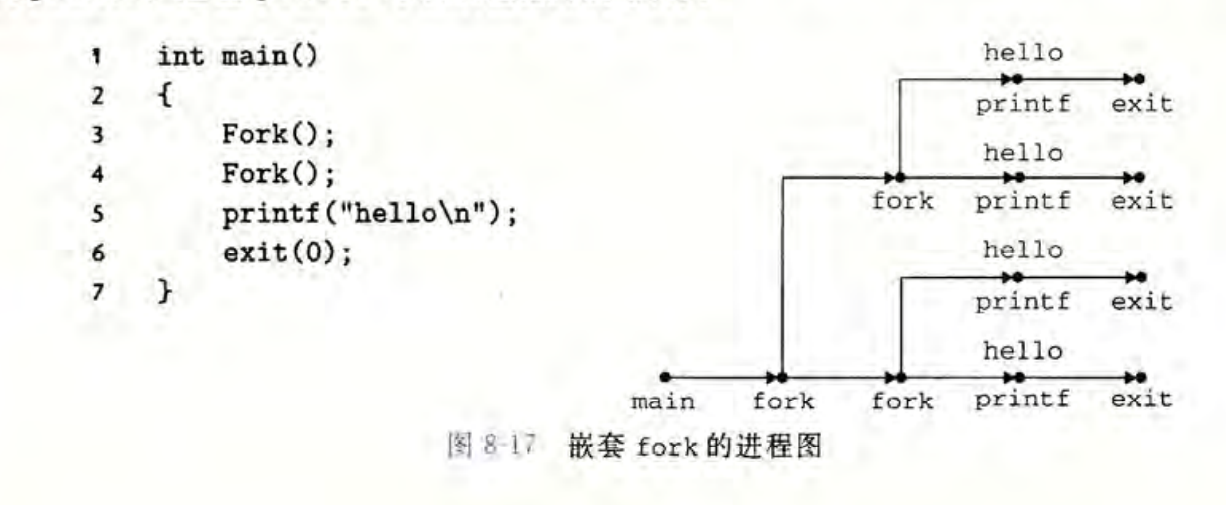 1 int main()
2 {
3 Fork();
4 Fork();
5 printf("hello\n");
6 exit(0);
7 }
hello
printf exit
hello
fork printf exit
hello
printf exit
hello
main fork fork printf exit
图 8-17 嵌套 fork 的进程图